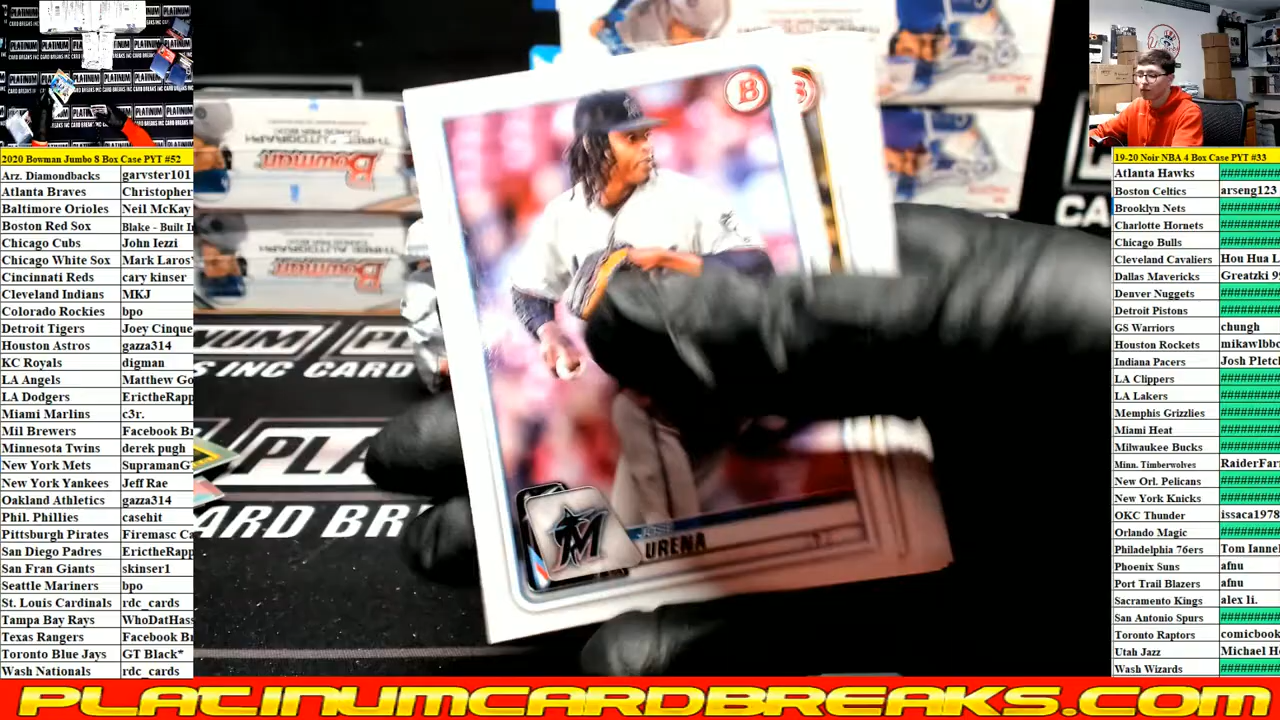 2020 Bowman Jumbo 8 Box Case PYT #52
Arz. Diamondbacks garvster101
Atlanta Braves Christopher
Baltimore Orioles Neil McKay
Boston Red Sox Blake - Built I
Chicago Cubs John Iezzi
Chicago White Sox Mark Laros
Cincinnati Reds cary kinser
Cleveland Indians MKJ
Colorado Rockies bpo
Detroit Tigers Joey Cinque
Houston Astros gazza314
KC Royals digman
LA Angels Matthew Go
LA Dodgers ErictheRapp
Miami Marlins c3r.
Mil Brewers Facebook Br
Minnesota Twins derek pugh
New York Mets SupramanG
New York Yankees Jeff Rae
Oakland Athletics gazza314
Phil. Phillies casehit
Pittsburgh Pirates Firemasc Ca
San Diego Padres ErictheRapp
San Fran Giants skinser1
Seattle Mariners bpo
St. Louis Cardinals rdc_cards
Tampa Bay Rays WhoDatHass
Texas Rangers Facebook Br
Toronto Blue Jays GT Black*
Wash Nationals rdc_cards
Bowman
Bowman
B
M
URENA
19-20 Noir NBA 4 Box Case PYT #33
Atlanta Hawks #########
Boston Celtics arseng123
Brooklyn Nets #########
Charlotte Hornets #########
Chicago Bulls #########
Cleveland Cavaliers Hou Hua L
Dallas Mavericks Greatzki 99
Denver Nuggets #########
Detroit Pistons #########
GS Warriors chungh
Houston Rockets mikawlbbc
Indiana Pacers Josh Pletc
LA Clippers #########
LA Lakers #########
Memphis Grizzlies #########
Miami Heat #########
Milwaukee Bucks #########
Minn. Timberwolves RaiderFar
New Orl. Pelicans #########
New York Knicks #########
OKC Thunder issaca1978
Orlando Magic #########
Philadelphia 76ers Tom Ianne
Phoenix Suns afnu
Port Trail Blazers afnu
Sacramento Kings alex li.
San Antonio Spurs #########
Toronto Raptors comicbook
Utah Jazz Michael He
Wash Wizards #########
PLATINUMCARDBREAKS.COM